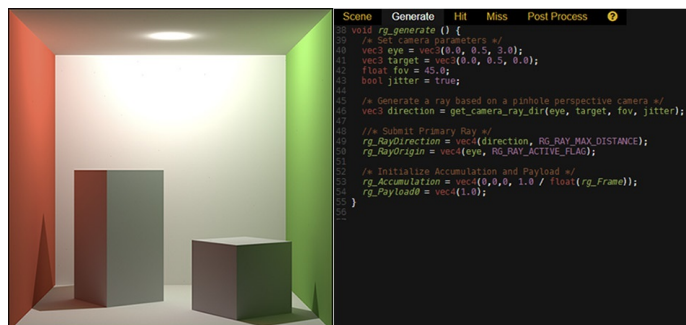 Scene Generate Hit Miss Post Process ?
38 void rg_generate () {
39 /* Set camera parameters */
40 vec3 eye = vec3(0.0, 0.5, 3.0);
41 vec3 target = vec3(0.0, 0.5, 0.0);
42 float fov = 45.0;
43 bool jitter = true;
44
45 /* Generate a ray based on a pinhole perspective camera */
46 vec3 direction = get_camera_ray_dir(eye, target, fov, jitter);
47
48 //* Submit Primary Ray */
49 rg_RayDirection = vec4(direction, RG_RAY_MAX_DISTANCE);
50 rg_RayOrigin = vec4(eye, RG_RAY_ACTIVE_FLAG);
51
52 /* Initialize Accumulation and Payload */
53 rg_Accumulation = vec4(0,0,0, 1.0 / float(rg_Frame));
54 rg_Payload0 = vec4(1.0);
55 }
56